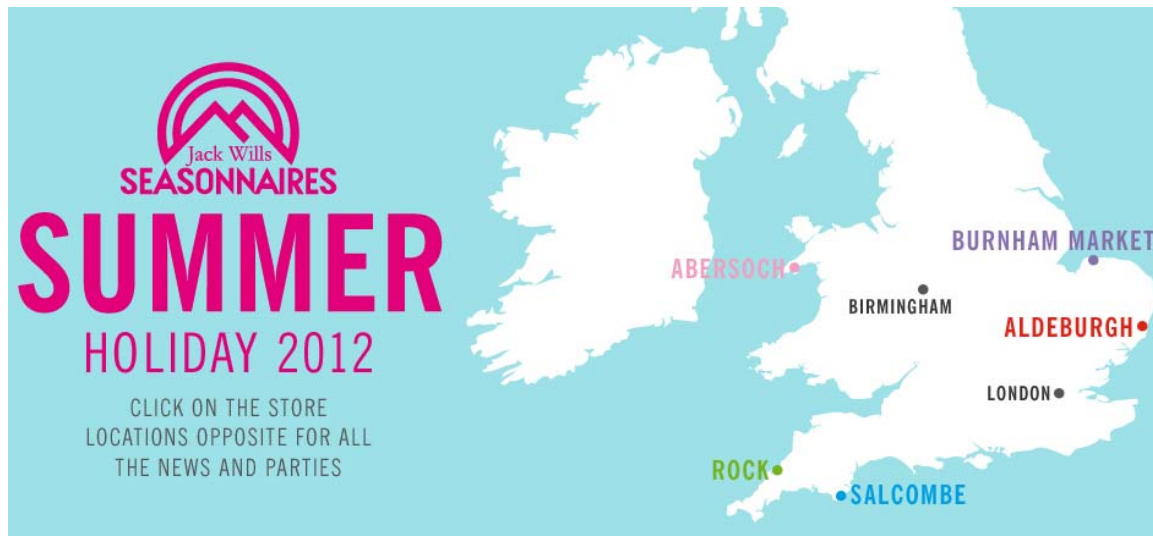 Jack Wills
SEASONNAIRES
SUMMER
HOLIDAY 2012
CLICK ON THE STORE
LOCATIONS OPPOSITE FOR ALL
THE NEWS AND PARTIES
BURNHAM MARKET
ABERSOCH
BIRMINGHAM
ALDEBURGH
LONDON
ROCK
SALCOMBE